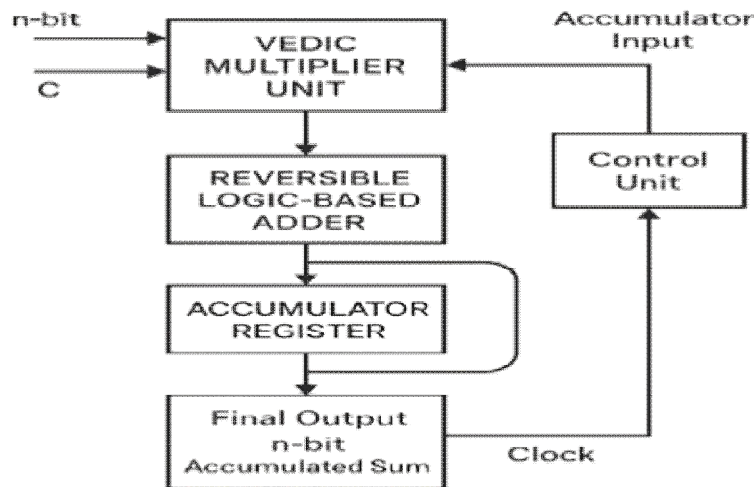 n-bit
C
VEDIC
MULTIPLIER
UNIT
Accumulator
Input
Control
Unit
REVERSIBLE
LOGIC-BASED
ADDER
ACCUMULATOR
REGISTER
Final Output
n-bit
Accumulated Sum
Clock